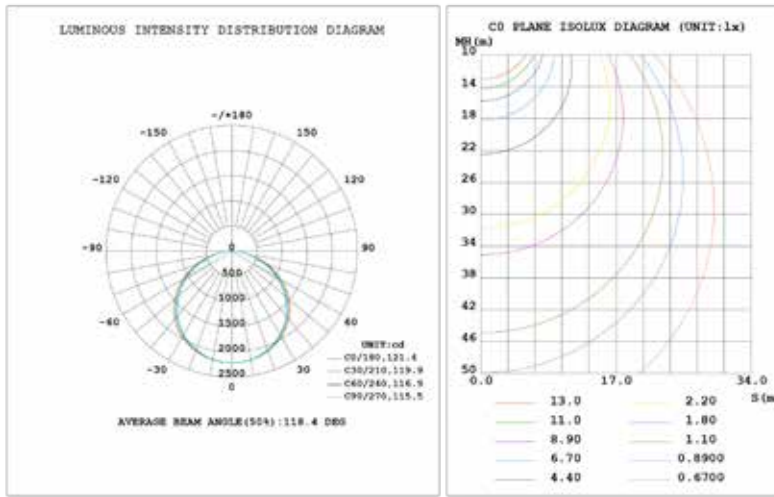 LUMINOUS INTENSITY DISTRIBUTION DIAGRAM
-/+180
-150 150
-120 120
-90 0 90
500
1000
-60 1500 60
2000
-30 2500 30
0
UNIT:cd
C0/180,121.4
C30/210,119.9
C60/240,116.9
C90/270,115.5
AVERAGE BEAM ANGLE(50%):118.4 DEG
C0 PLANE ISOLUX DIAGRAM (UNIT:lx)
MH(m)
10
14
18
22
26
30
34
38
42
46
50
0.0 17.0 34.0
S(m
13.0 2.20
11.0 1.80
8.90 1.10
6.70 0.8900
4.40 0.6700